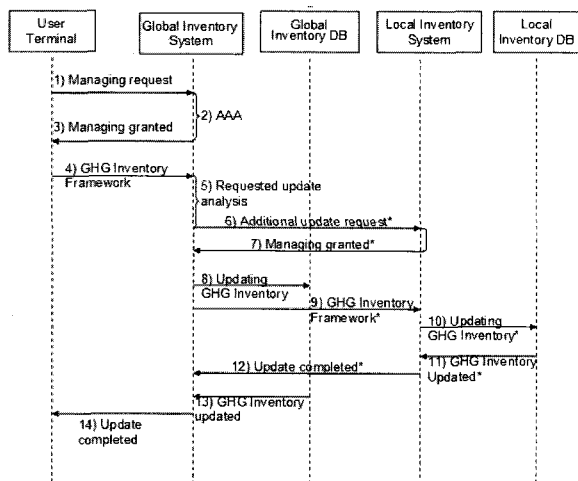 User
Terminal
Global Inventory
System
Global
Inventory DB
Local Inventory
System
Local
Inventory DB
1) Managing request
2) AAA
3) Managing granted
4) GHG Inventory
Framework
5) Requested update
analysis
6) Additional update request*
7) Managing granted*
8) Updating
GHG Inventory
9) GHG Inventory
Framework*
10) Updating
GHG Inventory*
11) GHG Inventory
Updated*
12) Update completed*
13) GHG Inventory
updated
14) Update
completed